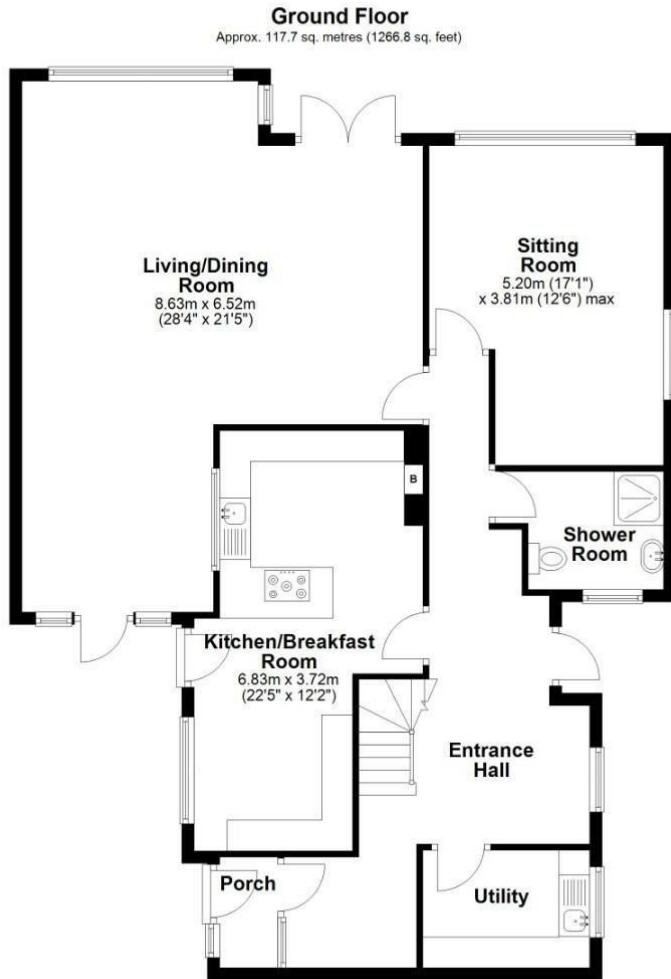 Ground Floor
Approx. 117.7 sq. metres (1266.8 sq. feet)
Living/Dining
Room
8.63m x 6.52m
(28'4" x 21'5")
Sitting
Room
5.20m (17'1")
x 3.81m (12'6") max
B
Shower
Room
Kitchen/Breakfast
Room
6.83m x 3.72m
(22'5" x 12'2")
Entrance
Hall
Porch
Utility